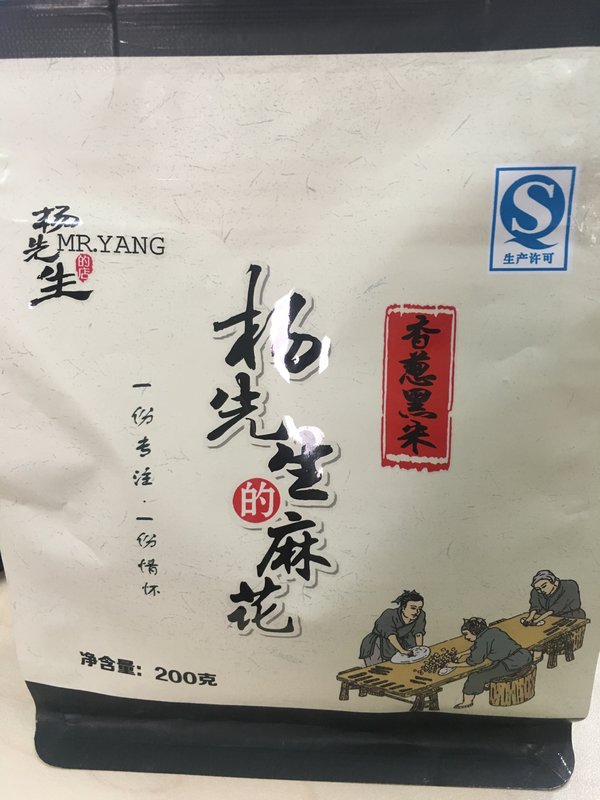 杨先生
MR.YANG
的店
生产许可
杨先生的麻花
香葱黑米
一份专注·一份情怀
净含量：200克